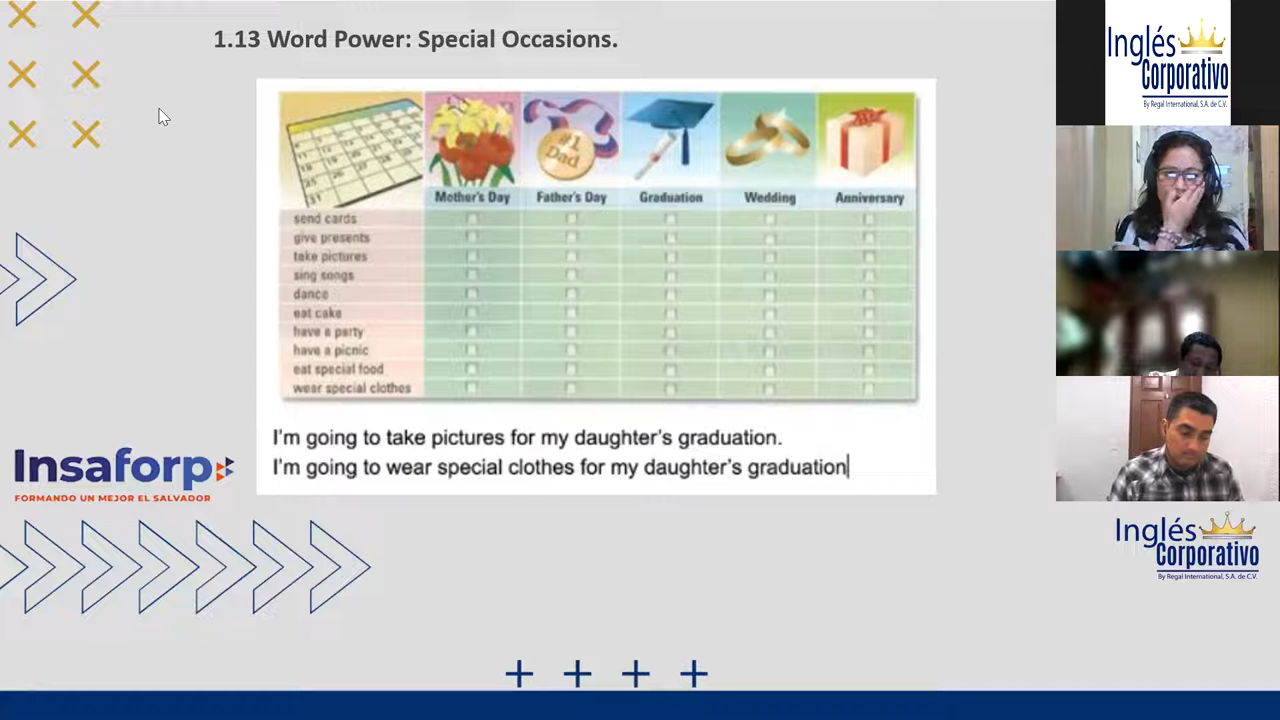 1.13 Word Power: Special Occasions.
#1
Dad
Mother's Day Father's Day Graduation Wedding Anniversary
send cards
give presents
take pictures
sing songs
dance
eat cake
have a party
have a picnic
eat special food
wear special clothes
I'm going to take pictures for my daughter's graduation.
I'm going to wear special clothes for my daughter's graduation
Insaforp
FORMANDO UN MEJOR EL SALVADOR
Inglés
Corporativo
By Regal International, S.A. de C.V.
Inglés
Corporativo
By Regal International, S.A. de C.V.